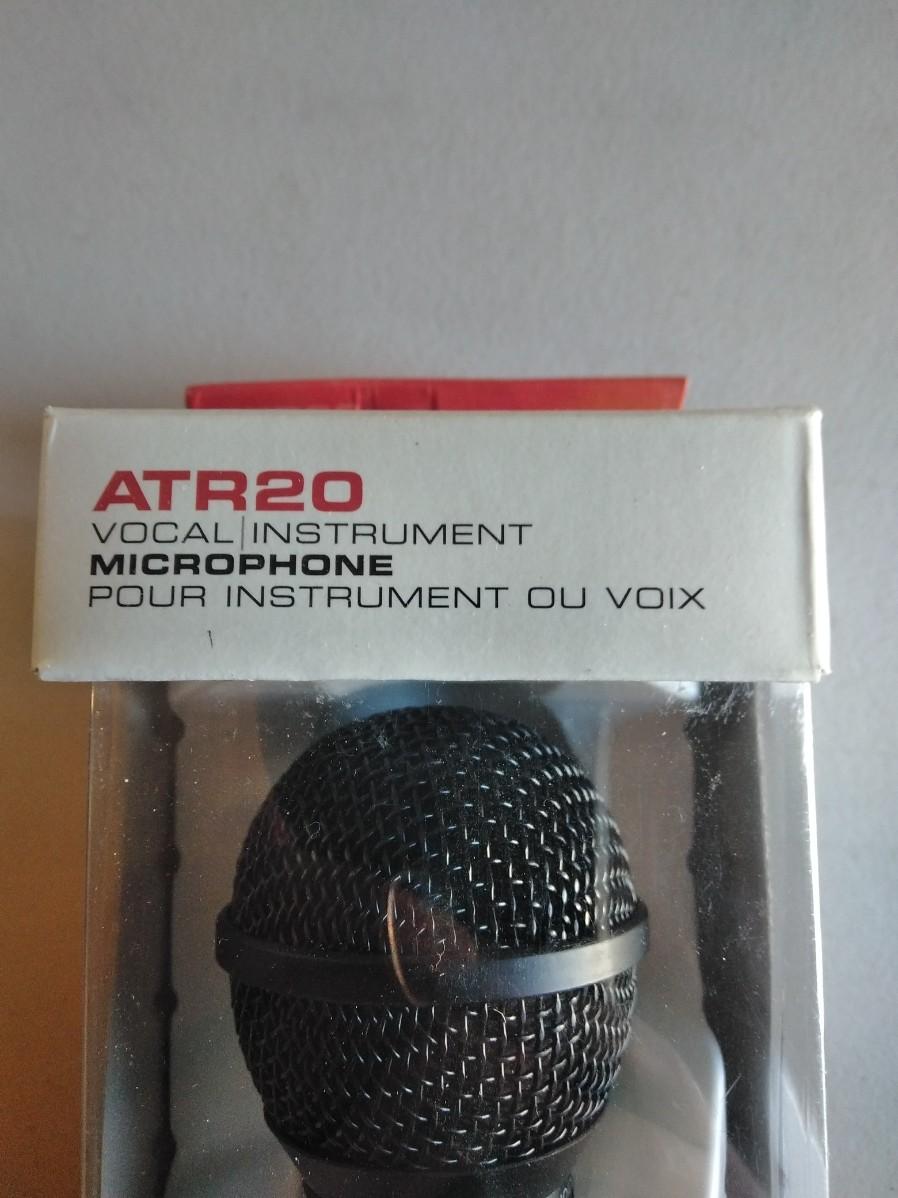 ATR20
VOCAL|INSTRUMENT
MICROPHONE
POUR INSTRUMENT OU VOIX